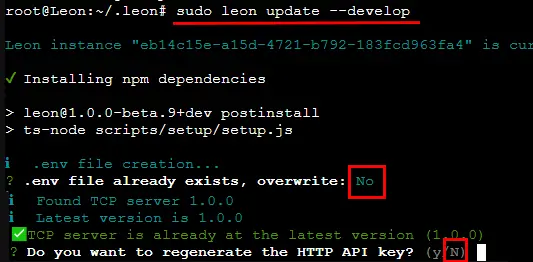 root@Leon:~/.leon# sudo leon update --develop
Leon instance "eb14c15e-a15d-4721-b792-183fcd963fa4" is cur
✓ Installing npm dependencies
> leon@1.0.0-beta.9+dev postinstall
> ts-node scripts/setup/setup.js
ℹ .env file creation...
? .env file already exists, overwrite: No
ℹ Found TCP server 1.0.0
ℹ Latest version is 1.0.0
✅TCP server is already at the latest version (1.0.0)
? Do you want to regenerate the HTTP API key? (y/N)